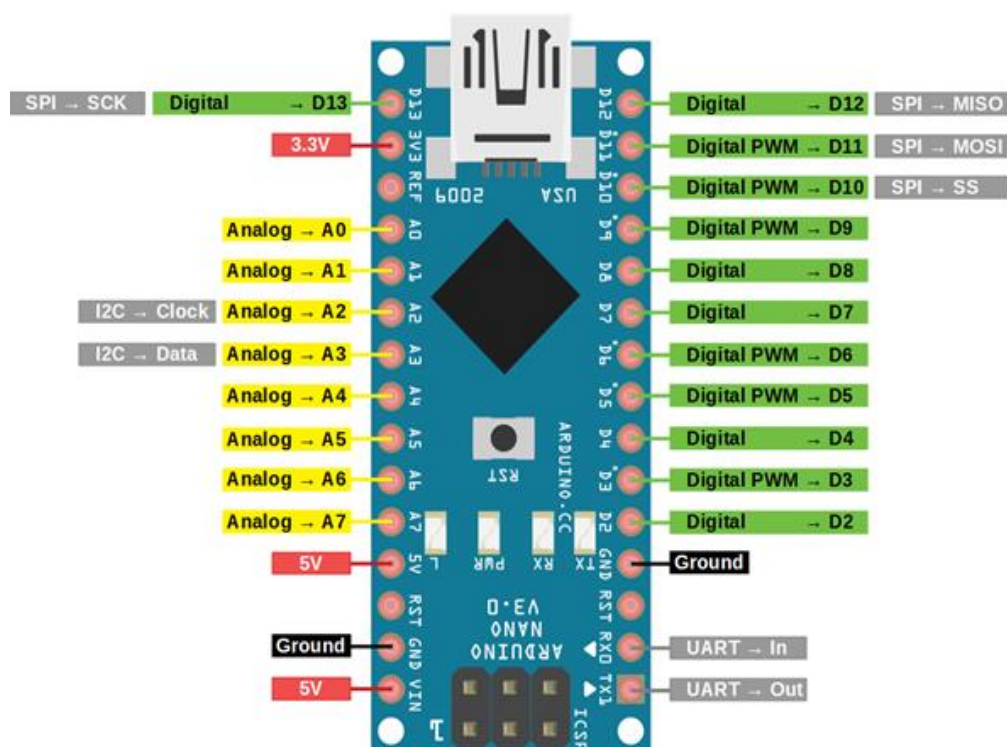 SPI → SCK
Digital → D13
3.3V
Analog → A0
Analog → A1
I2C → Clock
Analog → A2
I2C → Data
Analog → A3
Analog → A4
Analog → A5
Analog → A6
Analog → A7
5V
Ground
5V
D13
3V3
REF
A0
A1
A2
A3
A4
A5
A6
A7
5V
RST
GND
VIN
2009
USA
RST
ARDUINO.CC
L
PWR
RX
TX
V3.0
NANO
ARDUINO
1
ICSP
D12
D11
D10
D9
D8
D7
D6
D5
D4
D3
D2
GND
RST
RX0
TX1
Digital → D12
SPI → MISO
Digital PWM → D11
SPI → MOSI
Digital PWM → D10
SPI → SS
Digital PWM → D9
Digital → D8
Digital → D7
Digital PWM → D6
Digital PWM → D5
Digital → D4
Digital PWM → D3
Digital → D2
Ground
UART → In
UART → Out